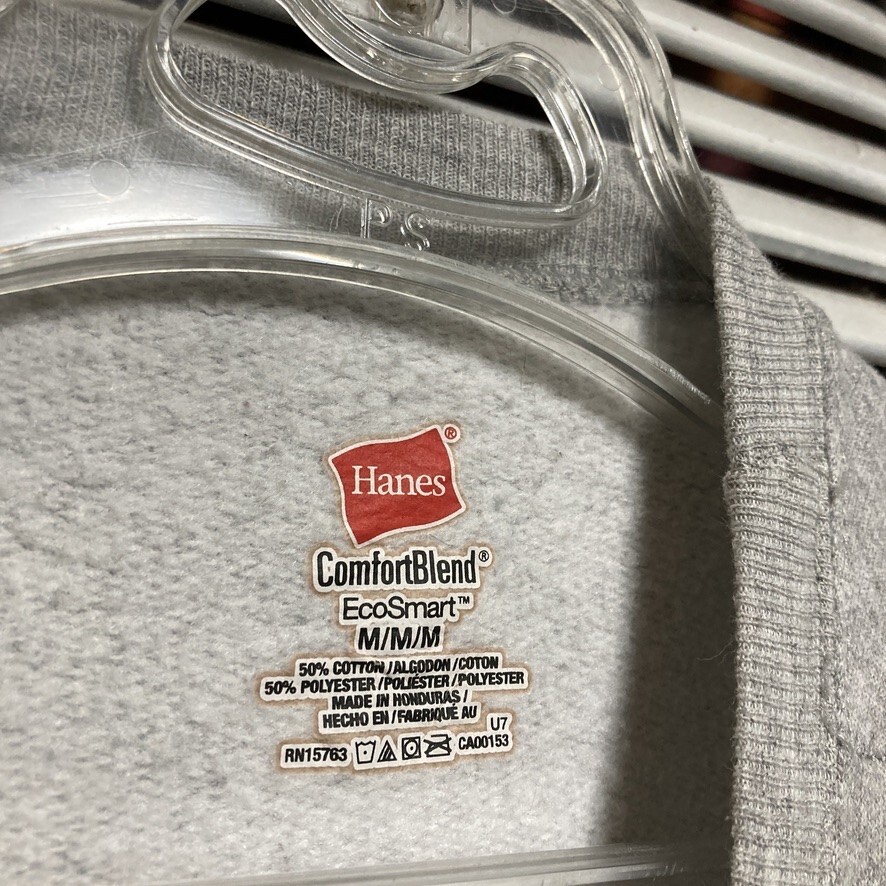 PS
Hanes®
ComfortBlend®
EcoSmart™
M/M/M
50% COTTON/ALGODON/COTON
50% POLYESTER/POLIÉSTER/POLYESTER
MADE IN HONDURAS/
HECHO EN/FABRIQUÉ AU
U7
RN15763 CA00153